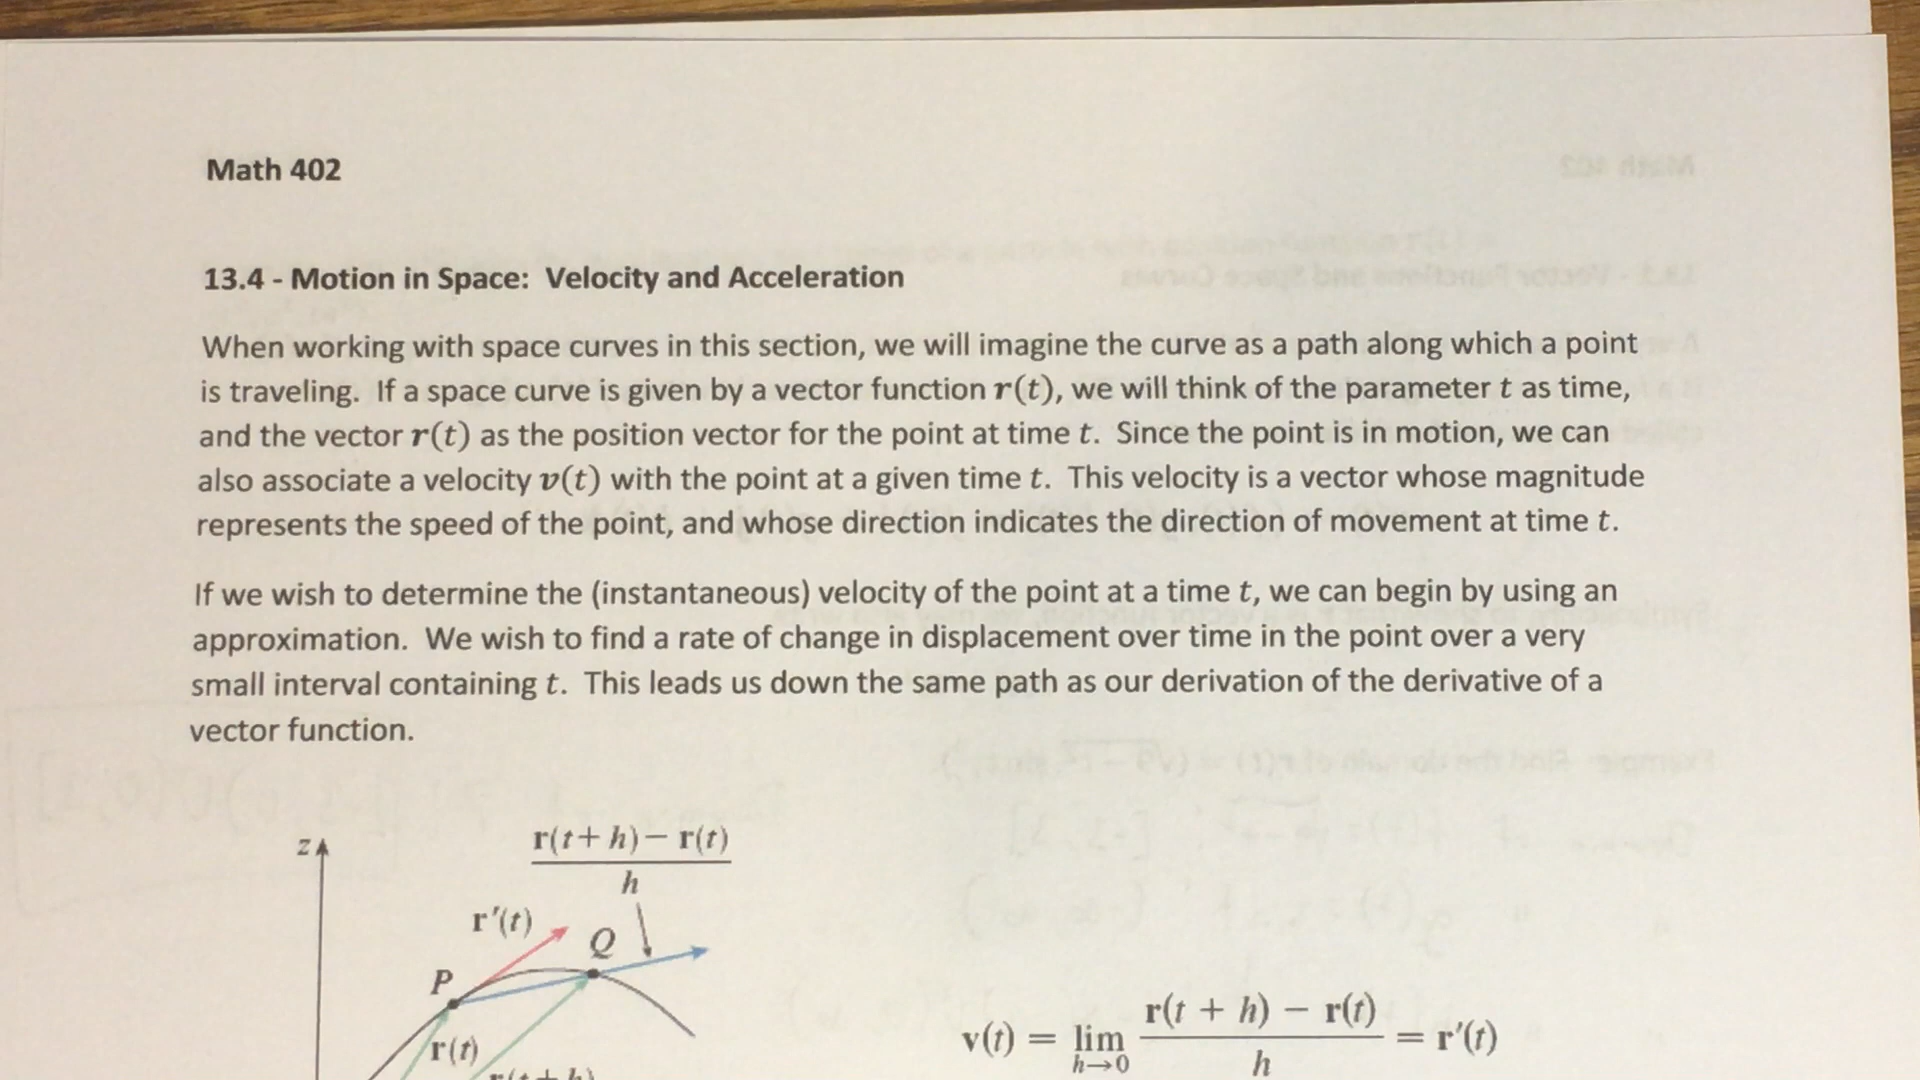 Math 402
13.4 - Motion in Space: Velocity and Acceleration
When working with space curves in this section, we will imagine the curve as a path along which a point
is traveling. If a space curve is given by a vector function r(t), we will think of the parameter t as time,
and the vector r(t) as the position vector for the point at time t. Since the point is in motion, we can
also associate a velocity v(t) with the point at a given time t. This velocity is a vector whose magnitude
represents the speed of the point, and whose direction indicates the direction of movement at time t.
If we wish to determine the (instantaneous) velocity of the point at a time t, we can begin by using an
approximation. We wish to find a rate of change in displacement over time in the point over a very
small interval containing t. This leads us down the same path as our derivation of the derivative of a
vector function.
z
r(t + h) − r(t)
h
r′(t)
Q
P
r(t)
r(t + h)
v(t) = lim h→0 r(t + h) − r(t) / h = r′(t)